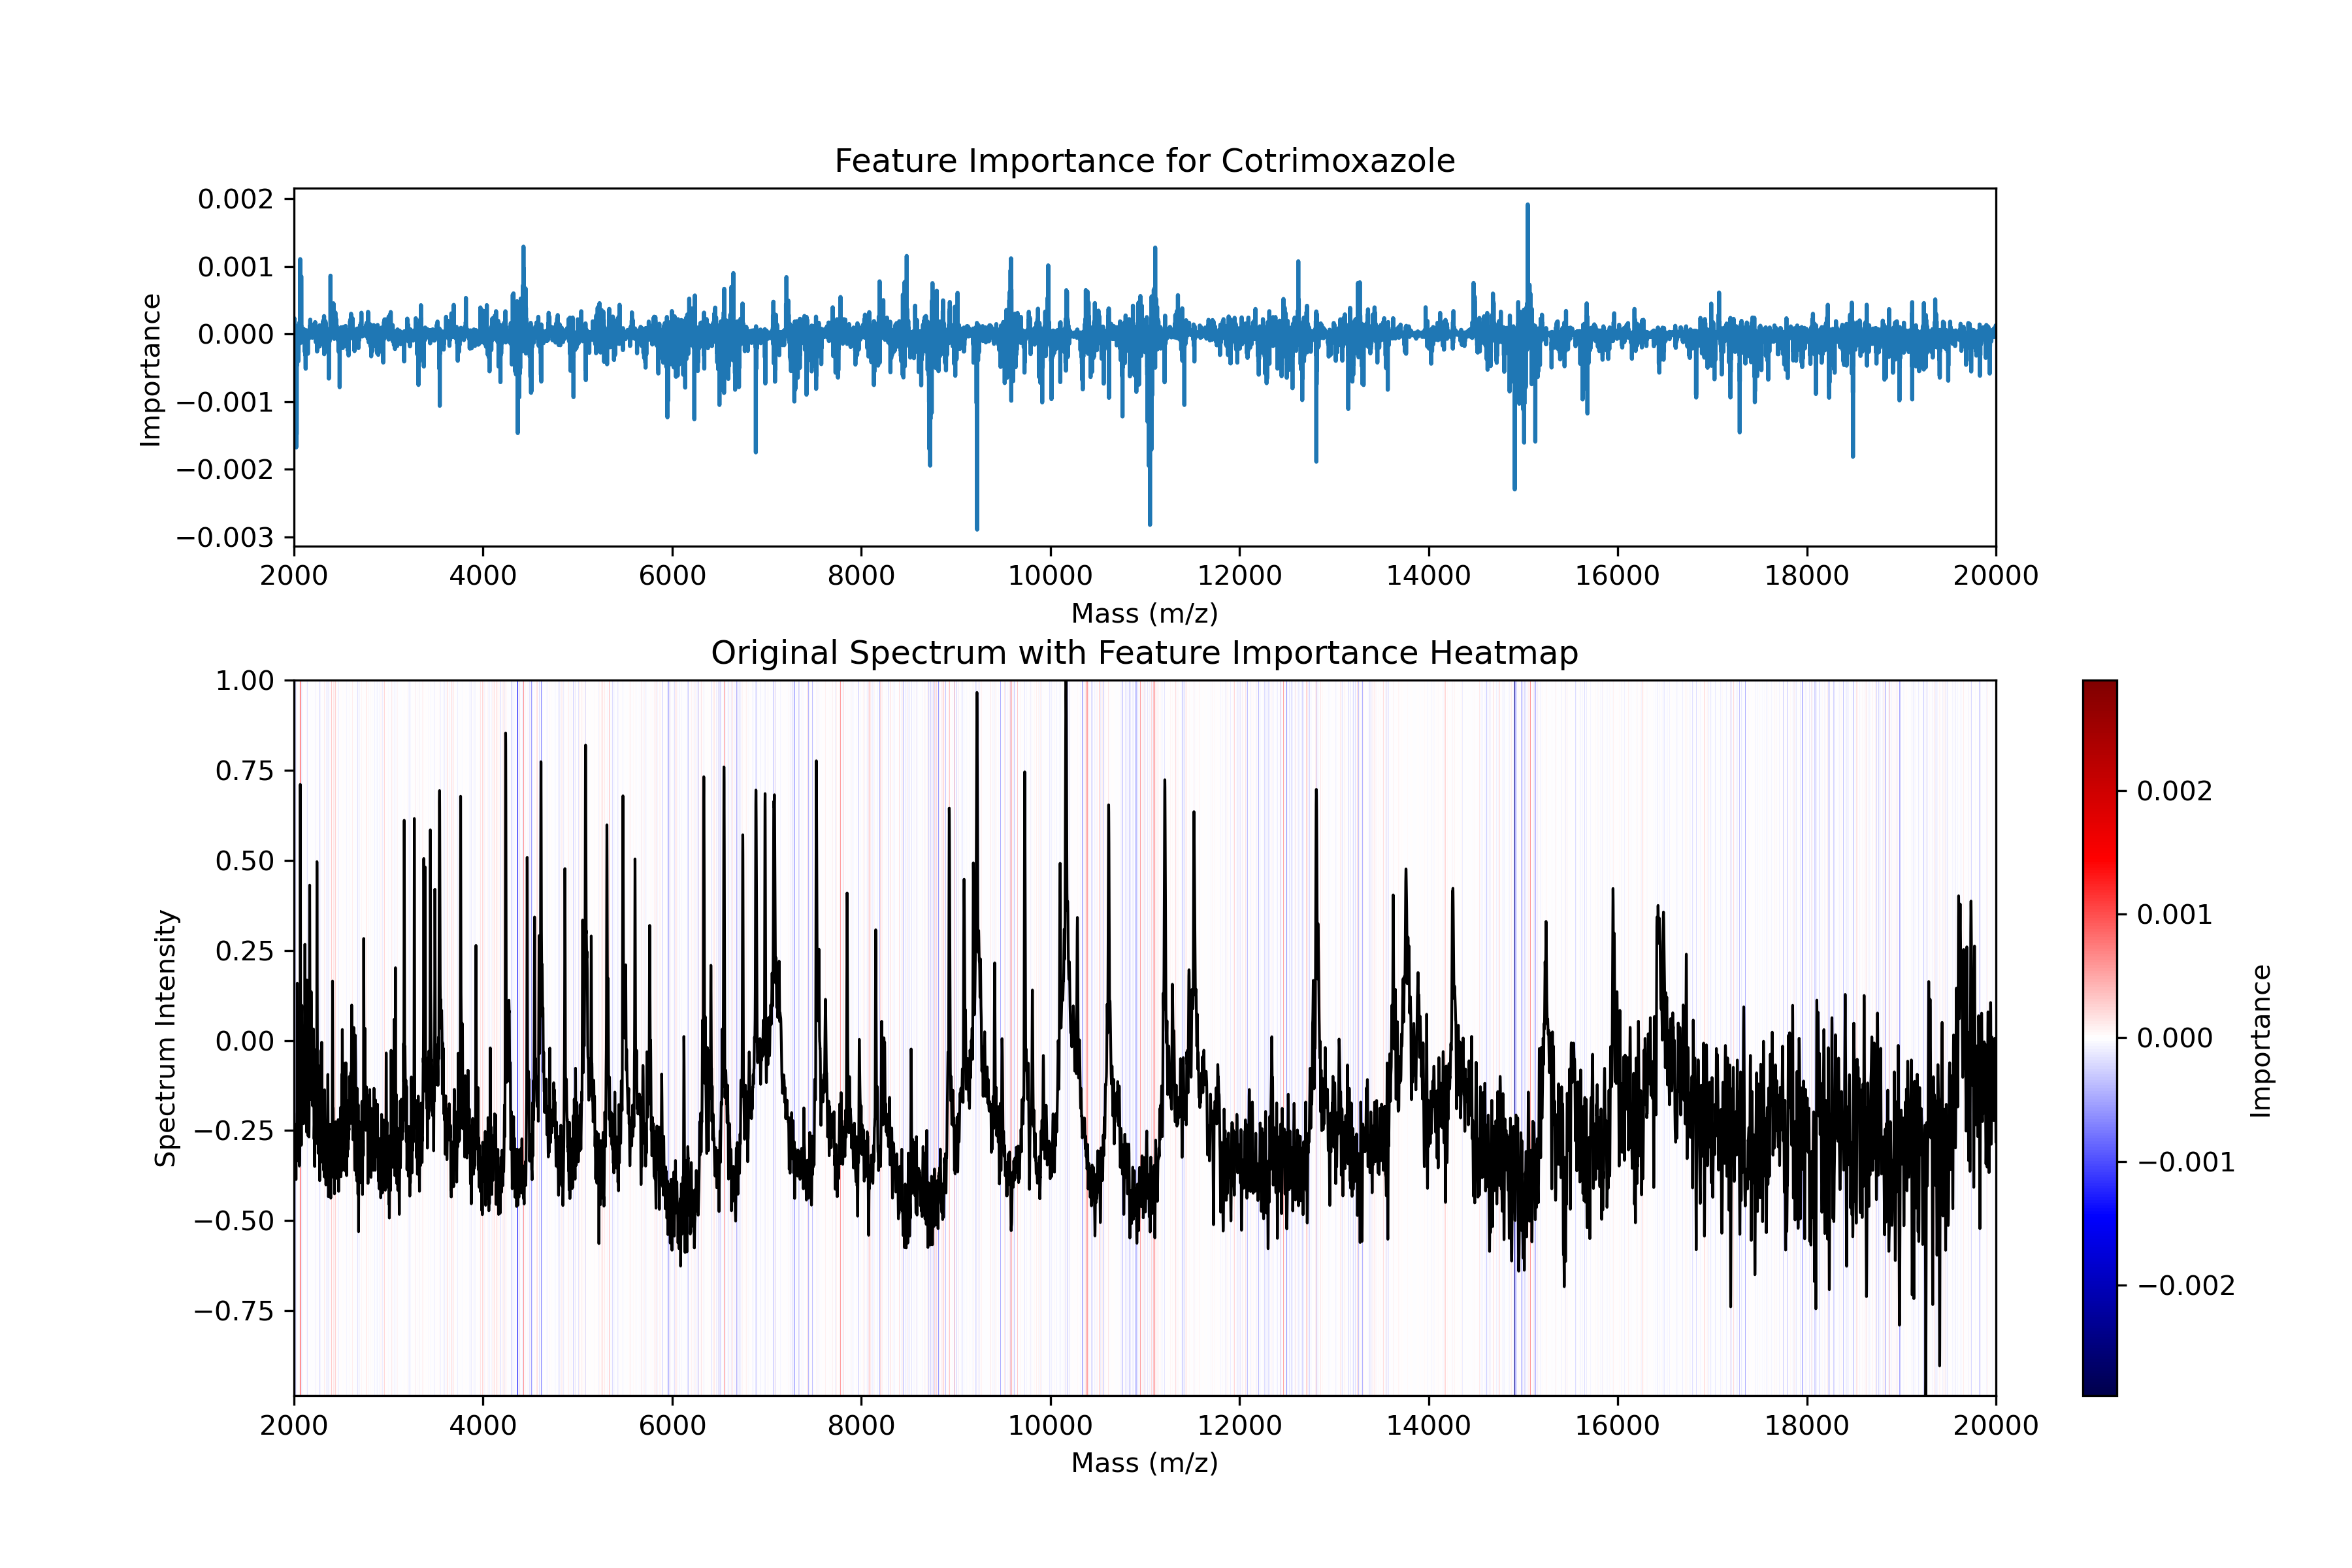 Feature Importance for Cotrimoxazole
0.002
0.001
0.000
−0.001
−0.002
−0.003
Importance
2000 4000 6000 8000 10000 12000 14000 16000 18000 20000
Mass (m/z)
Original Spectrum with Feature Importance Heatmap
1.00
0.75
0.50
0.25
0.00
−0.25
−0.50
−0.75
Spectrum Intensity
2000 4000 6000 8000 10000 12000 14000 16000 18000 20000
Mass (m/z)
0.002
0.001
0.000
−0.001
−0.002
Importance